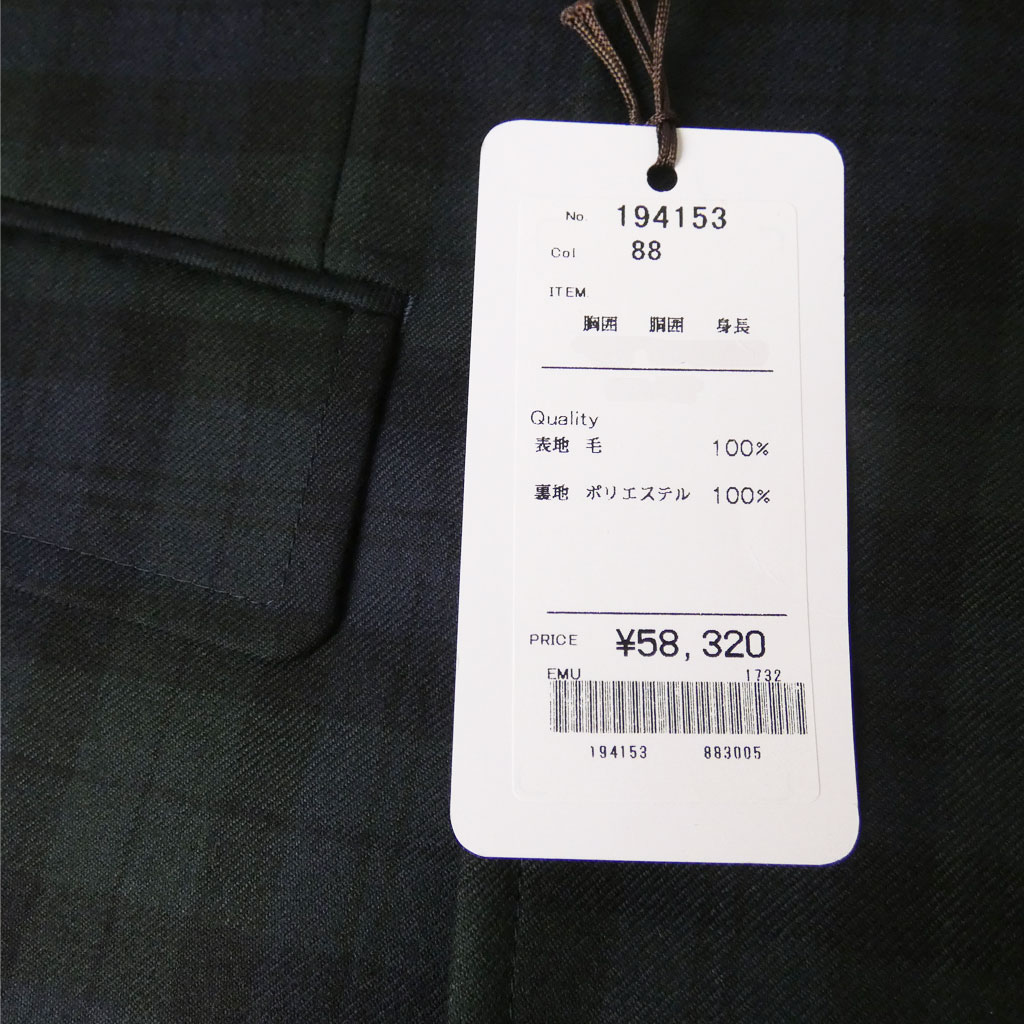 No. 194153
Col 88
ITEM
胸囲 胴囲 身長
Quality
表地 毛 100%
裏地 ポリエステル 100%
PRICE ¥58,320
EMU 1732
194153 883005